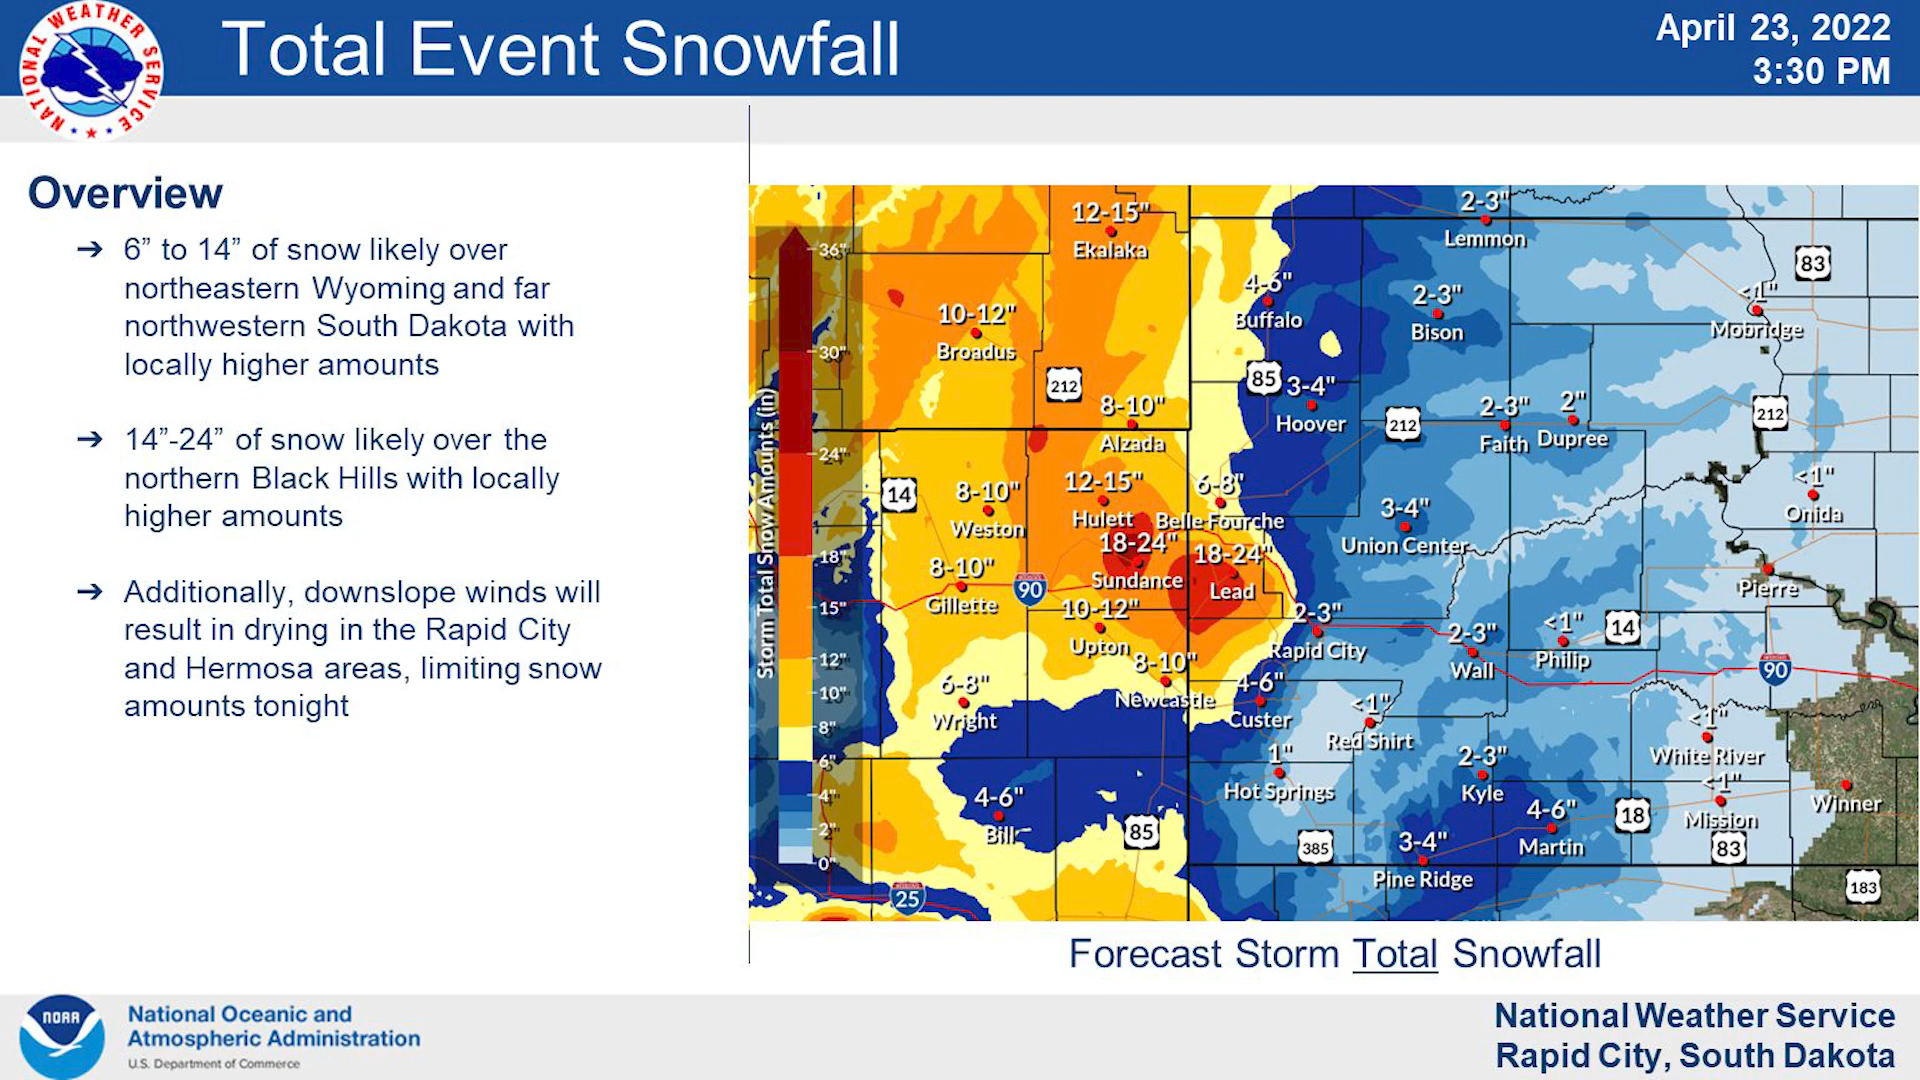 NATIONAL WEATHER SERVICE
Total Event Snowfall
April 23, 2022
3:30 PM
Overview
➔ 6” to 14” of snow likely over
northeastern Wyoming and far
northwestern South Dakota with
locally higher amounts
➔ 14”-24” of snow likely over the
northern Black Hills with locally
higher amounts
➔ Additionally, downslope winds will
result in drying in the Rapid City
and Hermosa areas, limiting snow
amounts tonight
Storm Total Snow Amounts (in)
36"
30"
24"
18"
15"
12"
10"
8"
6"
4"
2"
0"
12-15"
Ekalaka
2-3"
Lemmon
83
4-6"
Buffalo
2-3"
Bison
<1"
Mobridge
10-12"
Broadus
212
85
3-4"
Hoover
212
8-10"
Alzada
2-3"
Faith
2"
Dupree
212
14
8-10"
Weston
12-15"
Hulett
6-8"
Belle Fourche
3-4"
Union Center
<1"
Onida
18-24"
Sundance
18-24"
Lead
8-10"
Gillette
90
10-12"
Upton
2-3"
Rapid City
2-3"
Wall
<1"
Philip
14
Pierre
90
8-10"
Newcastle
6-8"
Wright
4-6"
Custer
<1"
Red Shirt
<1"
White River
1"
Hot Springs
2-3"
Kyle
<1"
Mission
Winner
4-6"
Bill
85
385
3-4"
Pine Ridge
4-6"
Martin
18
83
183
25
Forecast Storm Total Snowfall
NOAA
National Oceanic and
Atmospheric Administration
U.S. Department of Commerce
National Weather Service
Rapid City, South Dakota